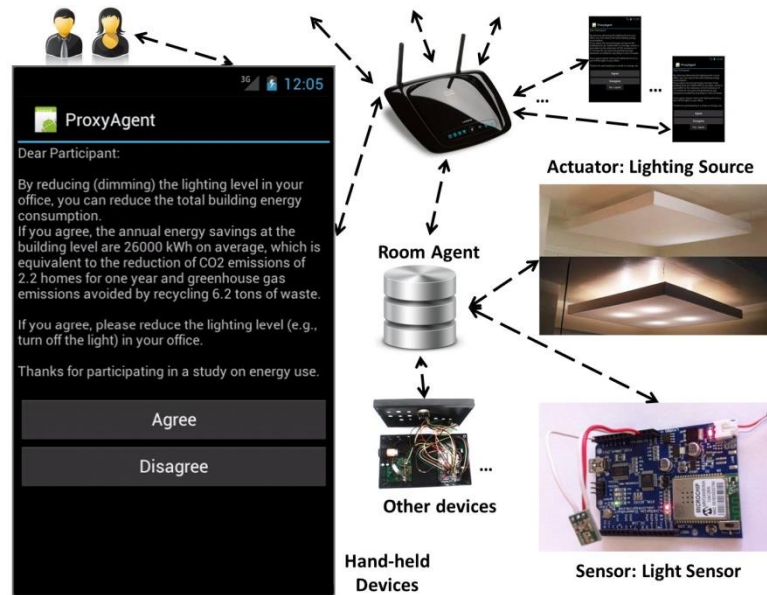 3G 12:05
ProxyAgent
Dear Participant:
By reducing (dimming) the lighting level in your
office, you can reduce the total building energy
consumption.
If you agree, the annual energy savings at the
building level are 26000 kWh on average, which is
equivalent to the reduction of CO2 emissions of
2.2 homes for one year and greenhouse gas
emissions avoided by recycling 6.2 tons of waste.
If you agree, please reduce the lighting level (e.g.,
turn off the light) in your office.
Thanks for participating in a study on energy use.
Agree
Disagree
Hand-held
Devices
...
...
ProxyAgent
Agree
Disagree
Actuator: Lighting Source
Room Agent
...
Other devices
MICROCHIP
Sensor: Light Sensor